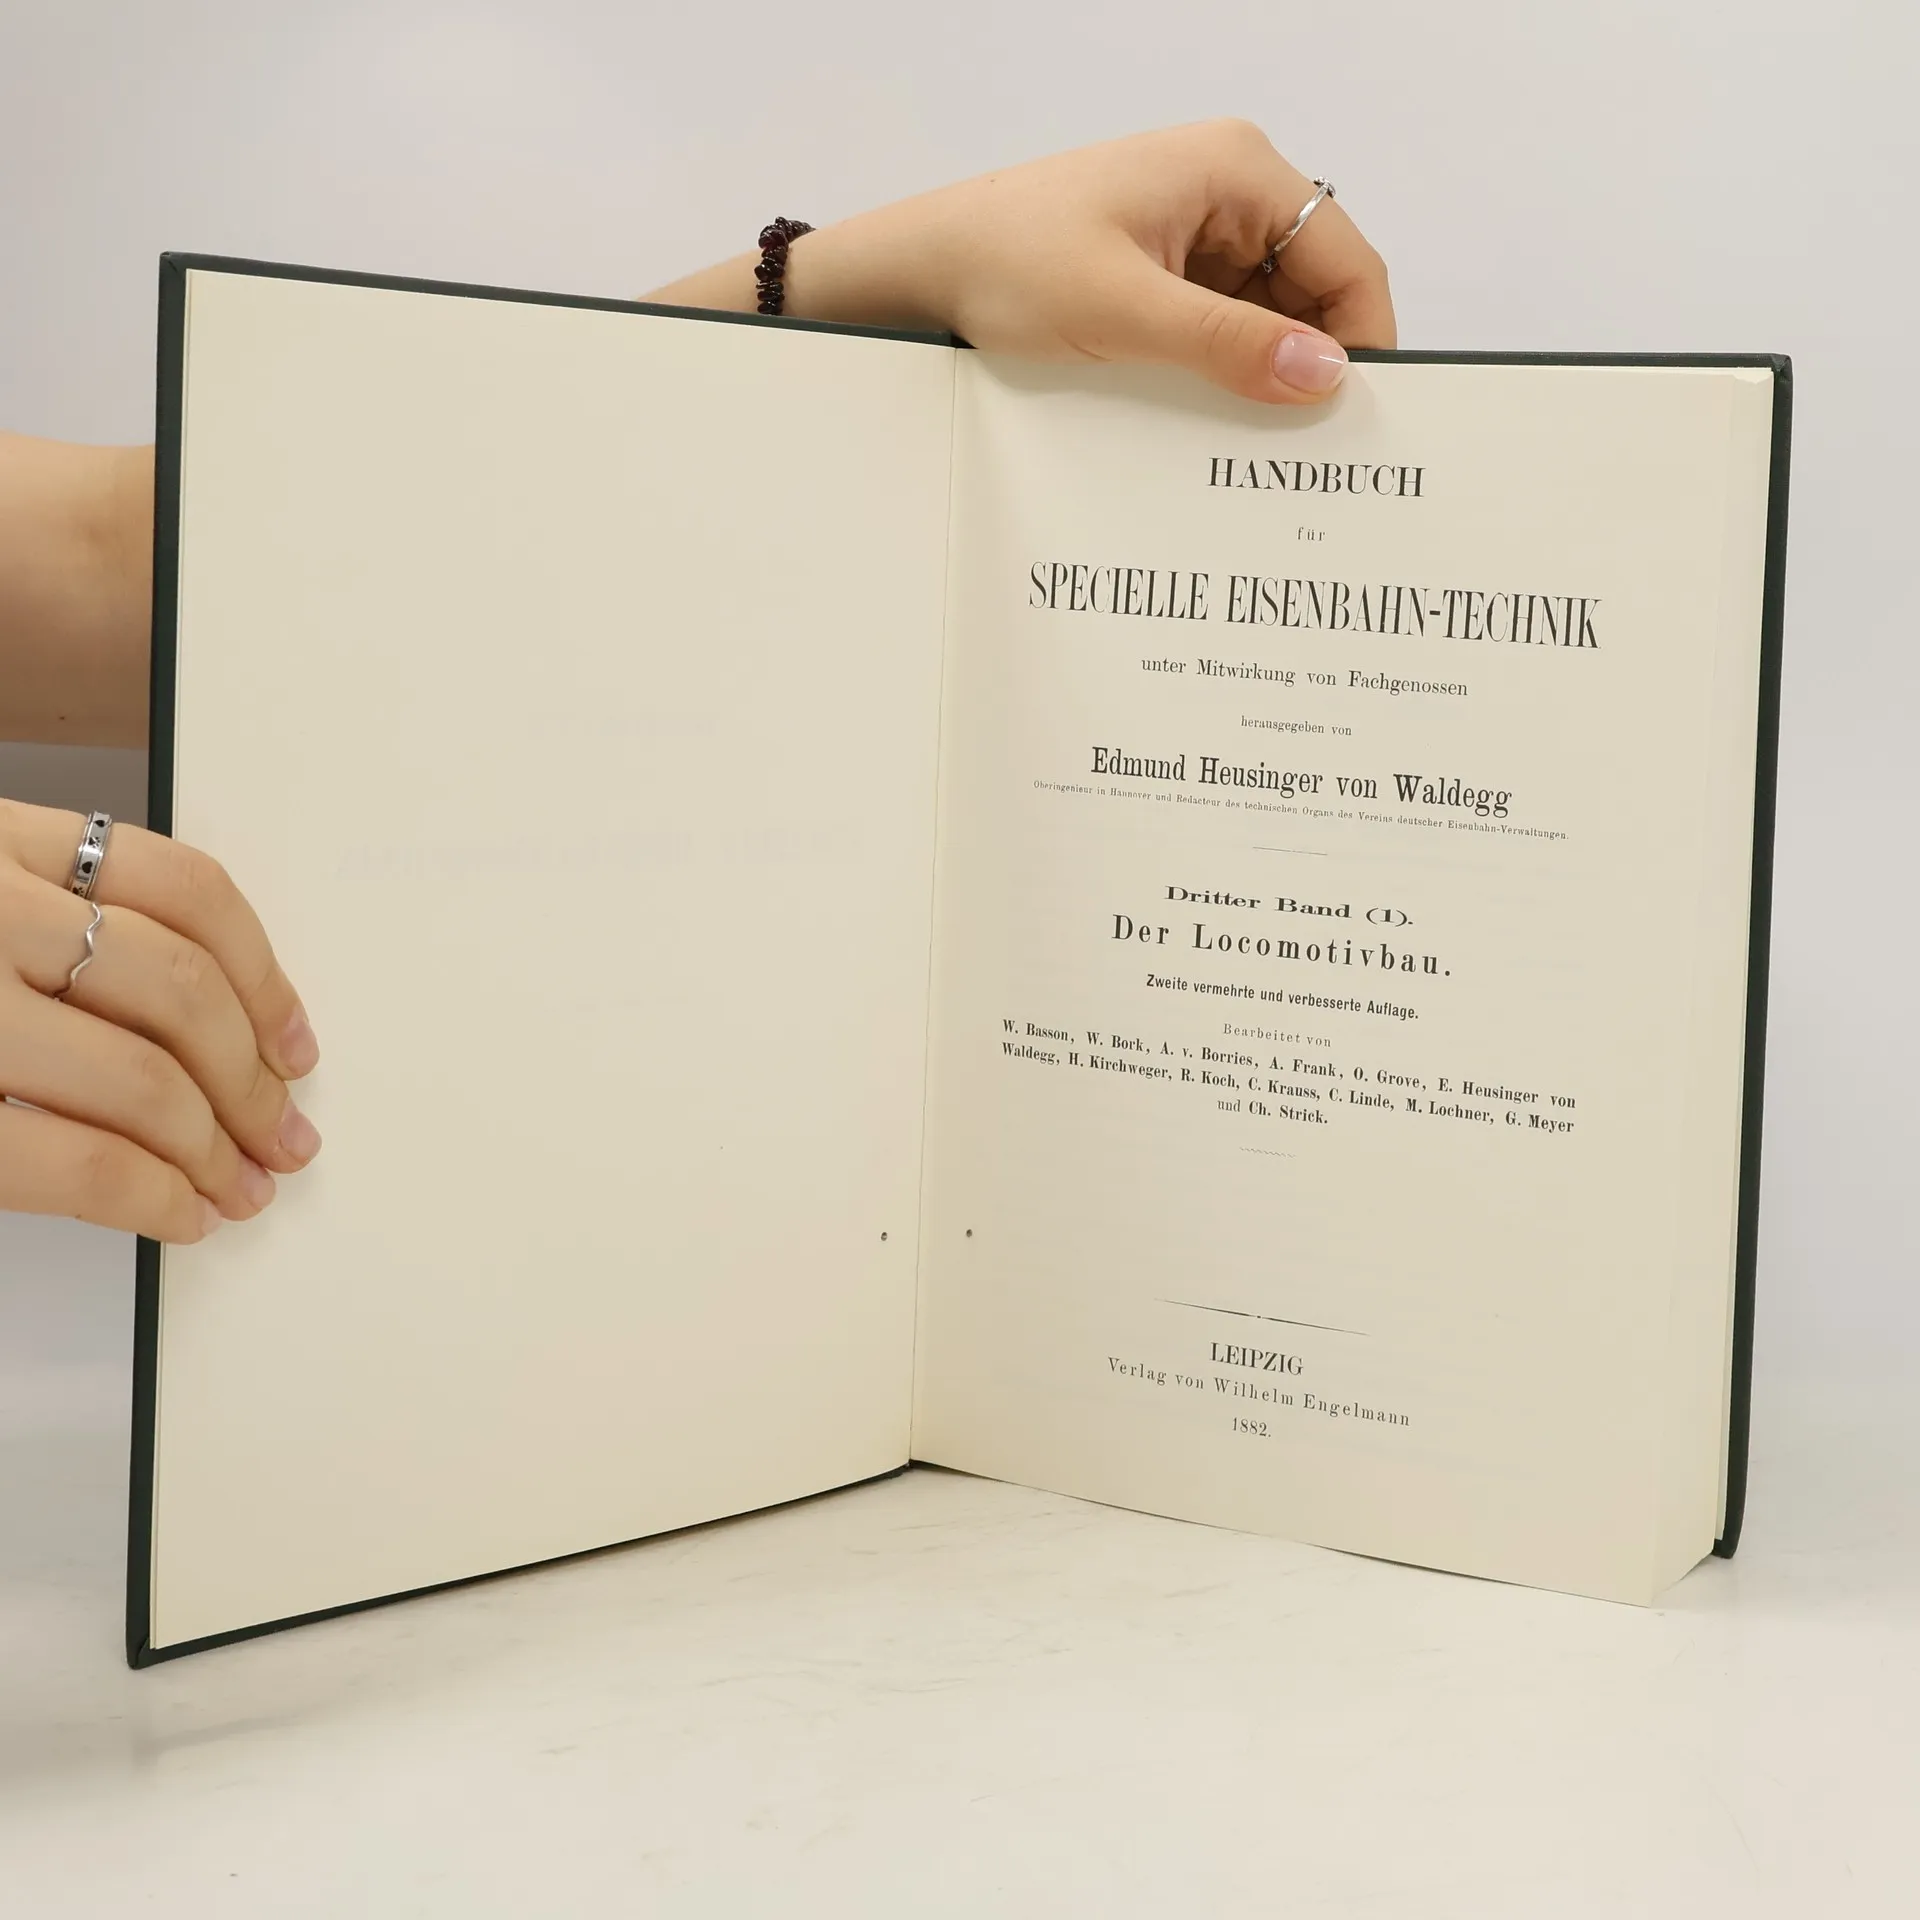 HANDBUCH
für
SPECIELLE EISENBAHN-TECHNIK
unter Mitwirkung von Fachgenossen
herausgegeben von
Edmund Heusinger von Waldegg
Oberingenieur in Hannover und Redacteur des technischen Organs des Vereins deutscher Eisenbahn-Verwaltungen.
Dritter Band (1).
Der Locomotivbau.
Zweite vermehrte und verbesserte Auflage.
Bearbeitet von
W. Basson, W. Bork, A. v. Borries, A. Frank, O. Grove, E. Heusinger von
Waldegg, H. Kirchweger, R. Koch, C. Krauss, C. Linde, M. Lochner, G. Meyer
und Ch. Strick.
LEIPZIG
Verlag von Wilhelm Engelmann
1882.